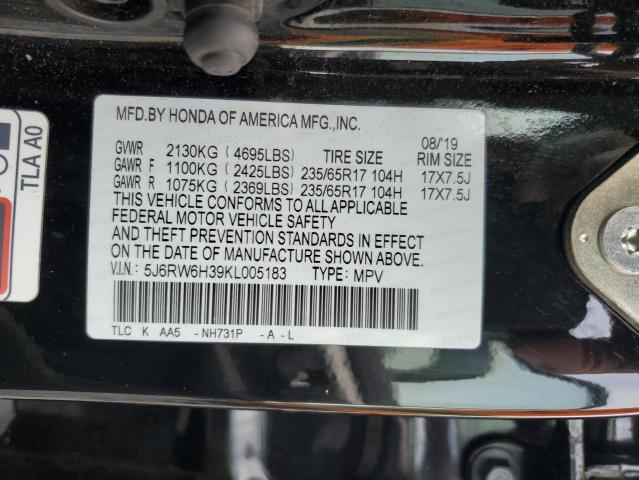 MFD.BY HONDA OF AMERICA MFG.,INC.
08/'19
GVWR 2130KG (4695LBS) TIRE SIZE RIM SIZE
GAWR F 1100KG (2425LBS) 235/65R17 104H 17X7.5J
GAWR R 1075KG (2369LBS) 235/65R17 104H 17X7.5J
THIS VEHICLE CONFORMS TO ALL APPLICABLE
FEDERAL MOTOR VEHICLE SAFETY
AND THEFT PREVENTION STANDARDS IN EFFECT
ON THE DATE OF MANUFACTURE SHOWN ABOVE.
V.I.N.: 5J6RW6H39KL005183 TYPE: MPV
TLC K AA5 -NH731P -A-L
TLA A0